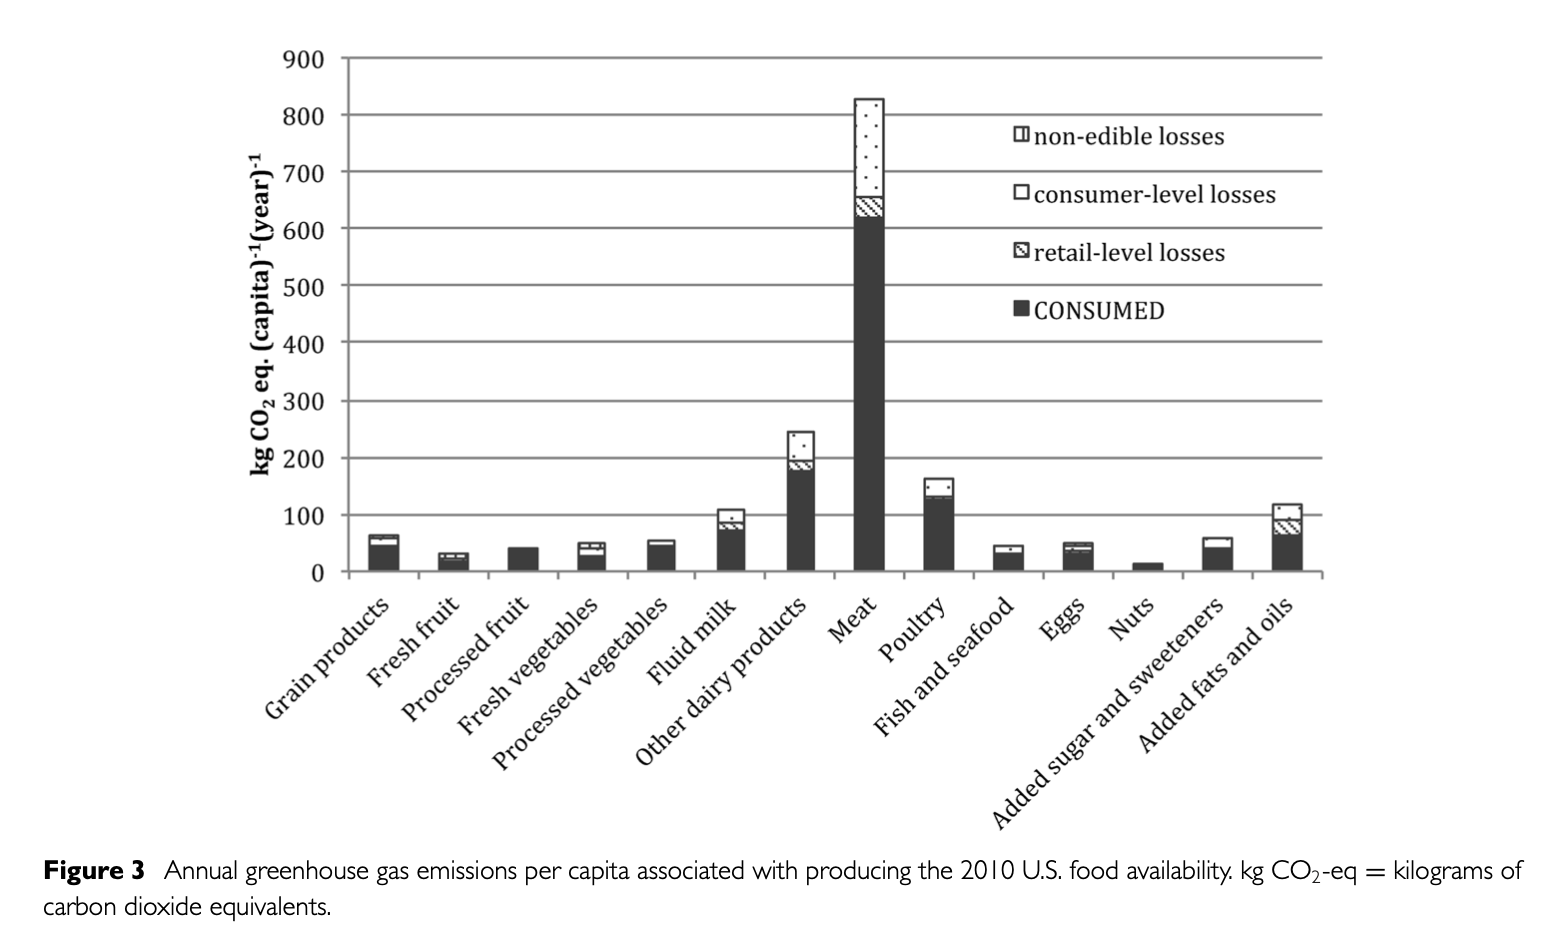 900
800
700
600
500
400
300
200
100
0
kg CO₂ eq. (capita)⁻¹(year)⁻¹
non-edible losses
consumer-level losses
retail-level losses
CONSUMED
Grain products
Fresh fruit
Processed fruit
Fresh vegetables
Processed vegetables
Fluid milk
Other dairy products
Meat
Poultry
Fish and seafood
Eggs
Nuts
Added sugar and sweeteners
Added fats and oils
Figure 3 Annual greenhouse gas emissions per capita associated with producing the 2010 U.S. food availability. kg CO₂-eq = kilograms of
carbon dioxide equivalents.